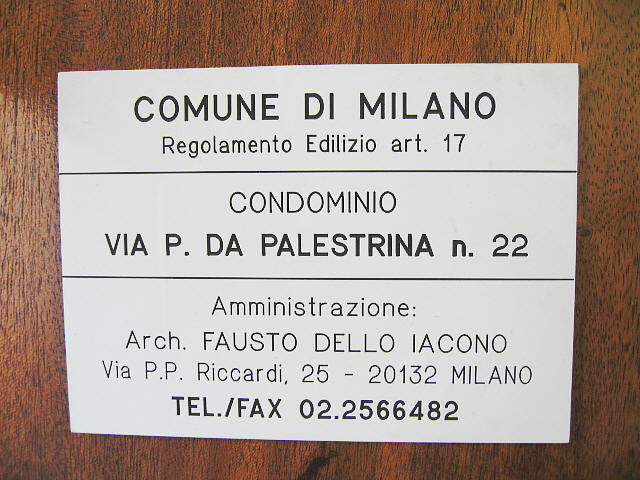 COMUNE DI MILANO
Regolamento Edilizio art. 17
CONDOMINIO
VIA P. DA PALESTRINA n. 22
Amministrazione:
Arch. FAUSTO DELLO IACONO
Via P.P. Riccardi, 25 - 20132 MILANO
TEL./FAX 02.2566482